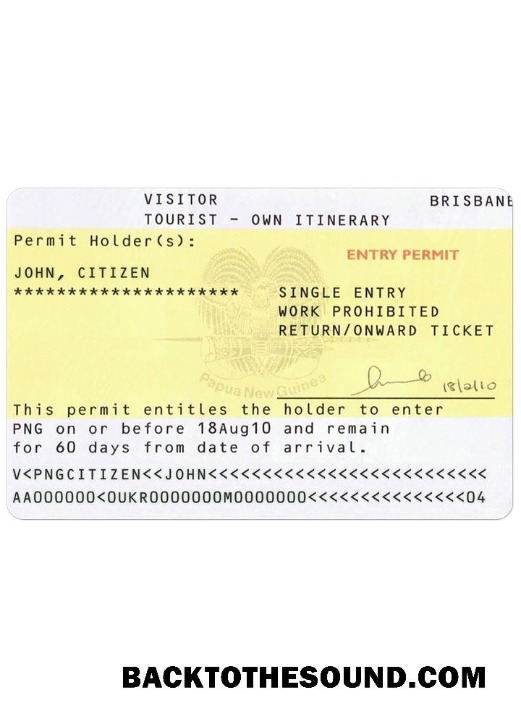 VISITOR BRISBANE
TOURIST - OWN ITINERARY
Permit Holder(s):
ENTRY PERMIT
JOHN, CITIZEN
********************* SINGLE ENTRY
WORK PROHIBITED
RETURN/ONWARD TICKET
Papua New Guinea
18/2/10
This permit entitles the holder to enter
PNG on or before 18Aug10 and remain
for 60 days from date of arrival.
V<PNGCITIZEN<<JOHN<<<<<<<<<<<<<<<<<<<<<<<<<<
AA000000<0UKR0000000M0000000<<<<<<<<<<<<<<<04
BACKTOTHESOUND.COM